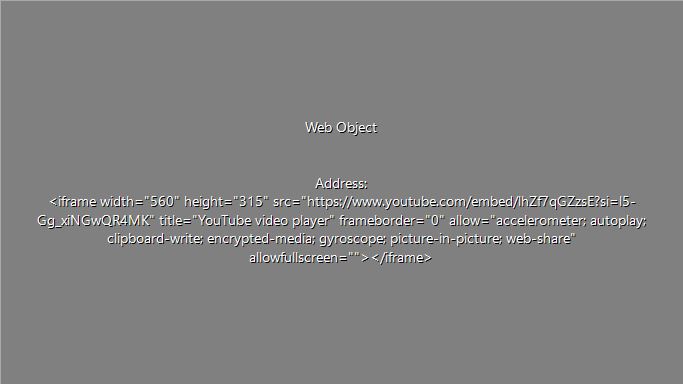 Web Object
Address:
<iframe width="560" height="315" src="https://www.youtube.com/embed/lhZf7qGZzsE?si=I5-
Gg_xiNGwQR4MK" title="YouTube video player" frameborder="0" allow="accelerometer; autoplay;
clipboard-write; encrypted-media; gyroscope; picture-in-picture; web-share"
allowfullscreen=""></iframe>